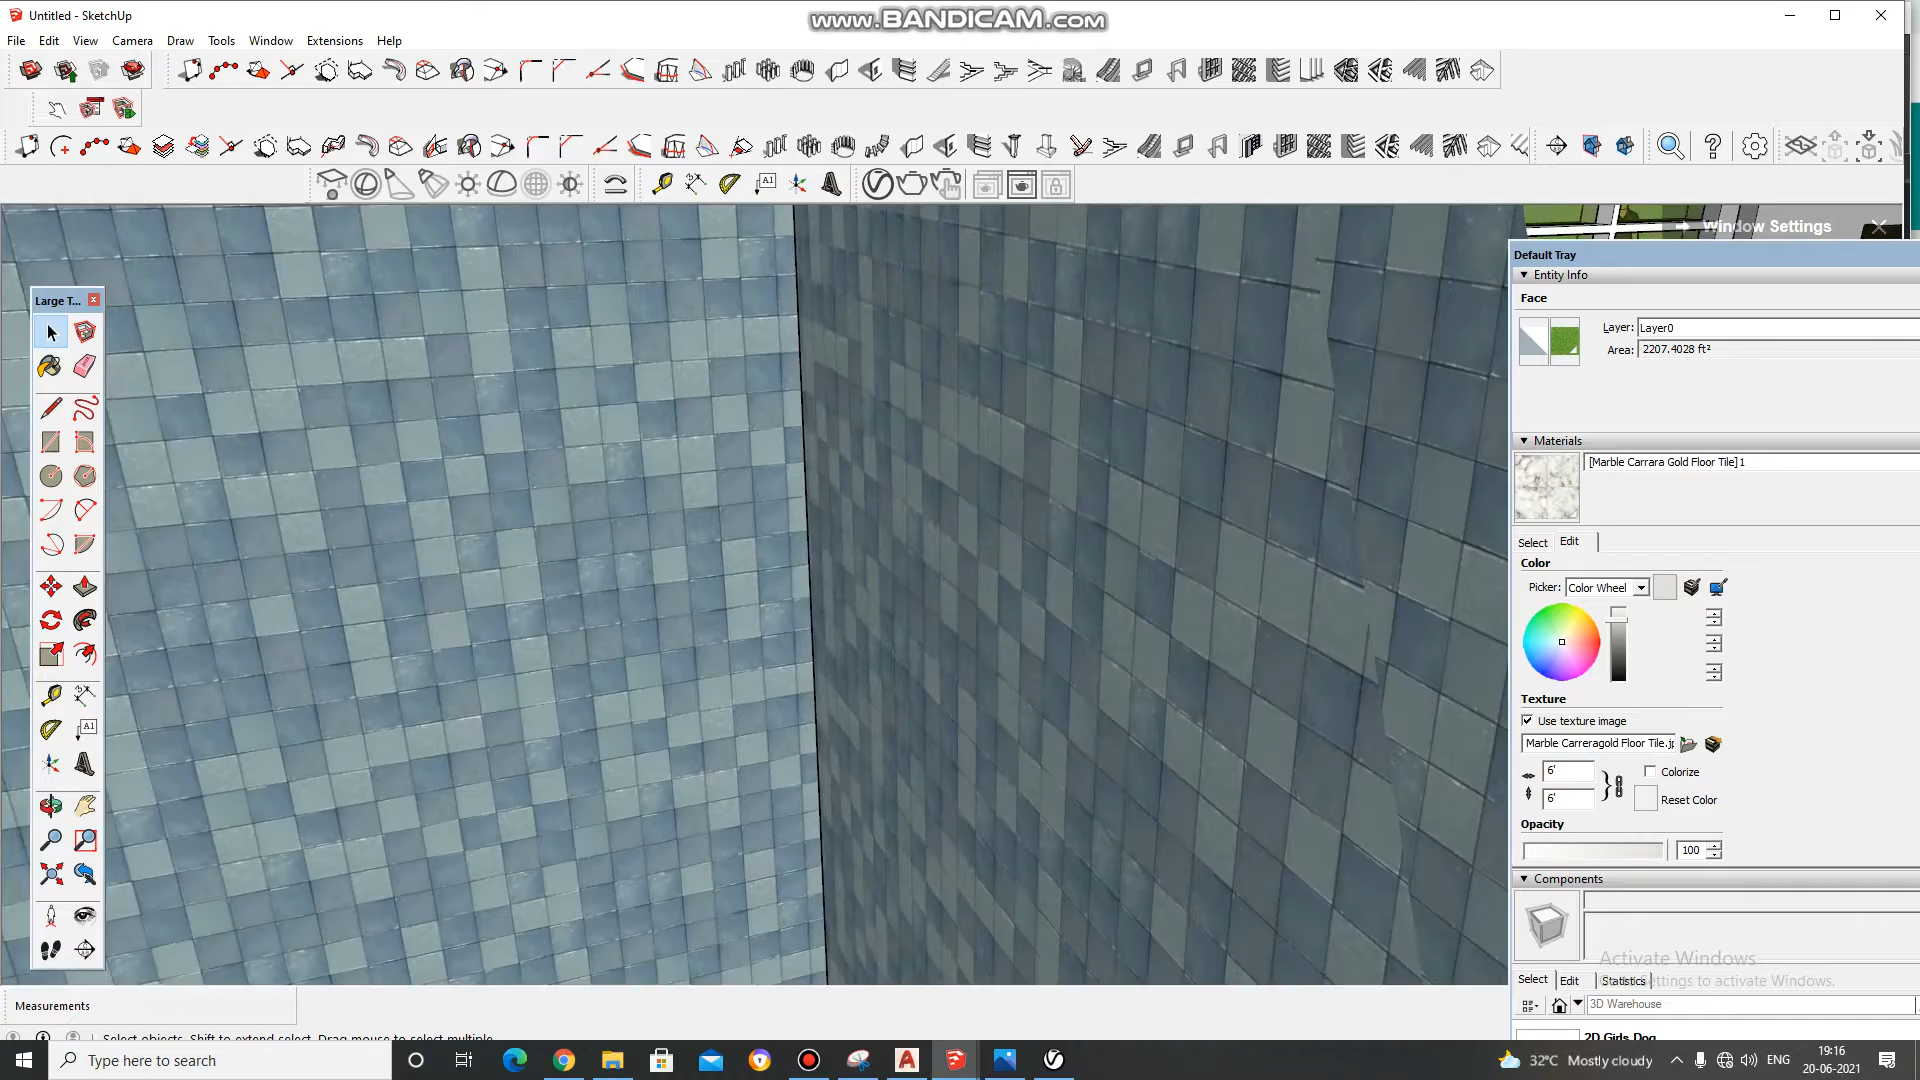 Untitled - SketchUp
www.BANDICAM.com
File Edit View Camera Draw Tools Window Extensions Help
Window Settings
Default Tray
Large T...
Entity Info
Face
Layer: Layer0
Area: 2207.4028 ft²
Materials
[Marble Carrara Gold Floor Tile]1
Select Edit
Color
Picker: Color Wheel
Texture
Use texture image
Marble Carreragold Floor Tile.j
6' Colorize
6' Reset Color
Opacity
100
Components
Activate Windows
Settings to activate Windows.
Select Edit Statistics
3D Warehouse
2D Girls Dog
Measurements
Select objects. Shift to extend select. Drag mouse to select multiple.
Type here to search
32°C Mostly cloudy
ENG
19:16
20-06-2021